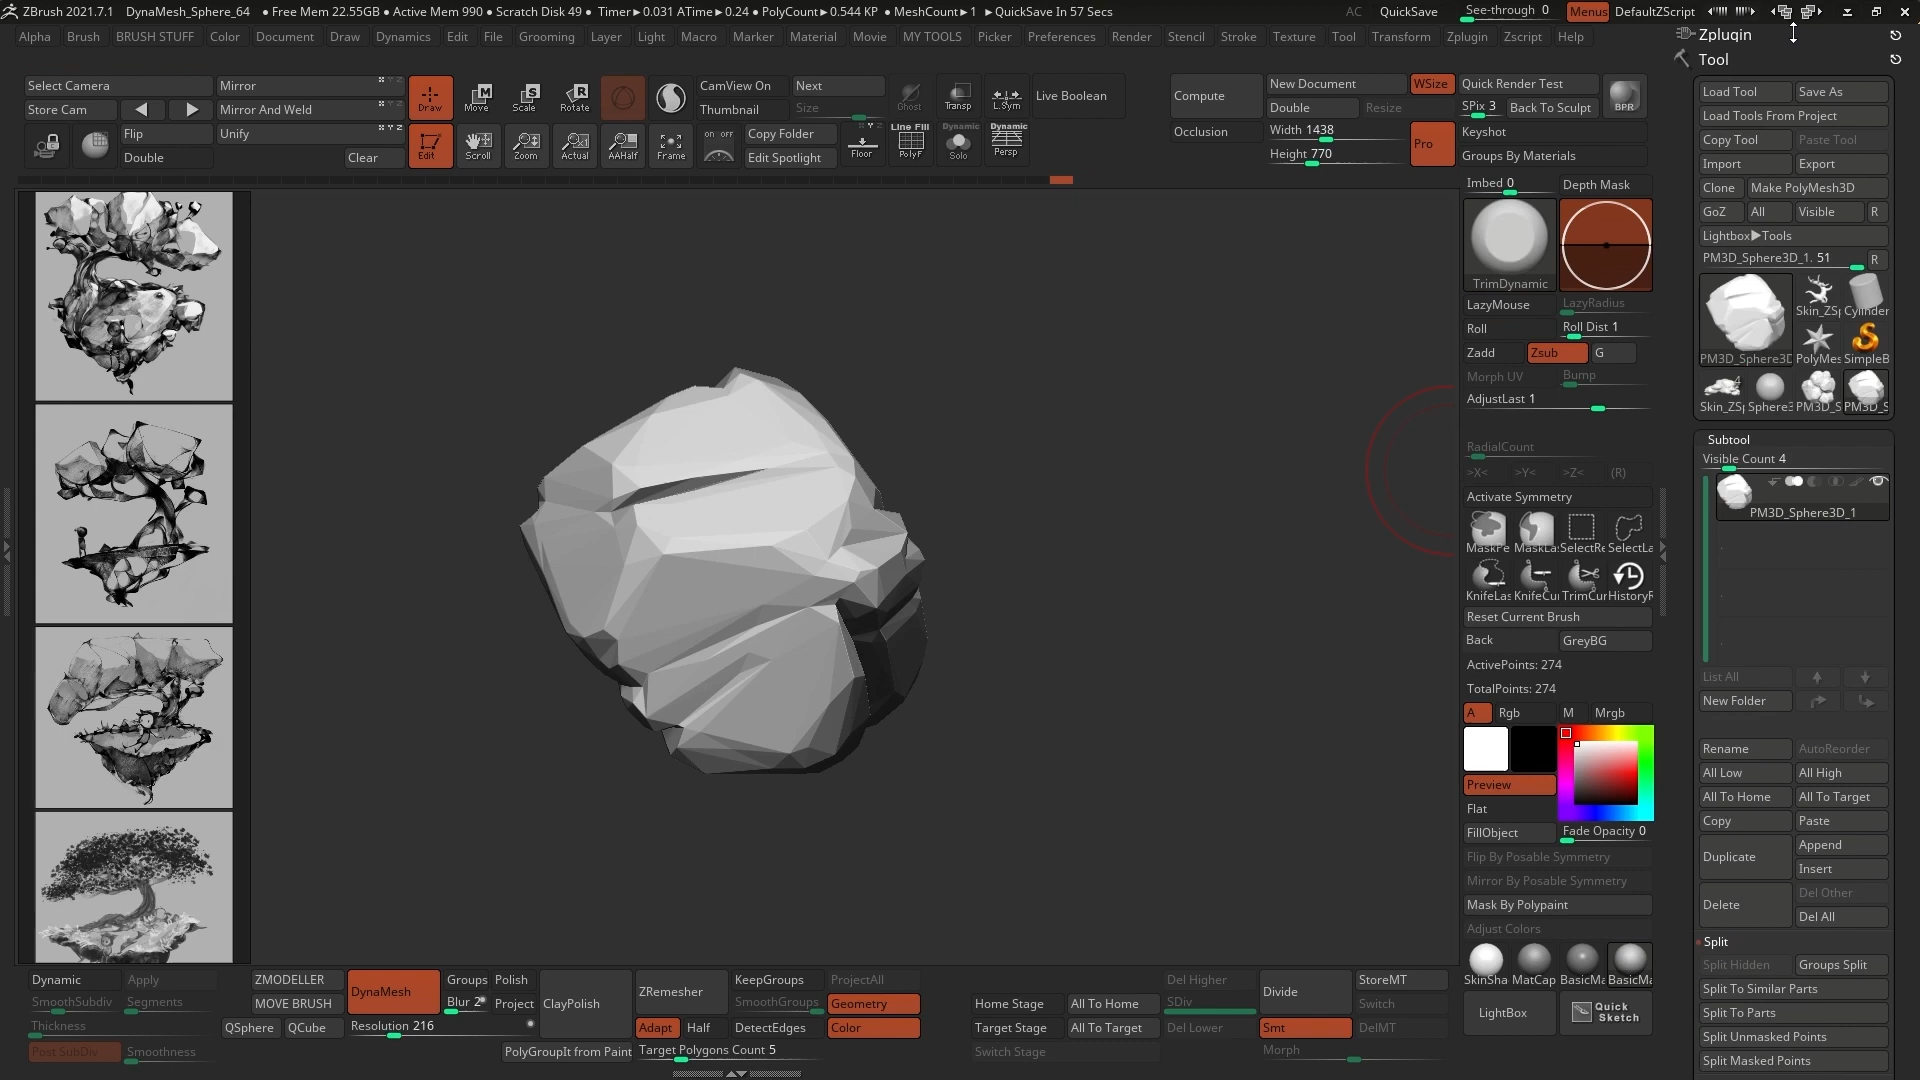 ZBrush 2021.7.1 DynaMesh_Sphere_64 ● Free Mem 22.55GB ● Active Mem 990 ● Scratch Disk 49 ● Timer►0.031 ATime►0.24 ● PolyCount►0.544 KP ● MeshCount►1 ►QuickSave In 57 Secs AC QuickSave See-through 0 Menus DefaultZScript
Alpha Brush BRUSH STUFF Color Document Draw Dynamics Edit File Grooming Layer Light Macro Marker Material Movie MY TOOLS Picker Preferences Render Stencil Stroke Texture Tool Transform Zplugin Zscript Help
Zplugin
Tool
Select Camera Mirror
Store Cam Mirror And Weld
Flip Unify
Double Clear
Draw Move Scale Rotate
Edit Scroll Zoom Actual AAHalf Frame
CamView On Next
Thumbnail Size
ON OFF Copy Folder
Edit Spotlight
Ghost Transp L.Sym Live Boolean
Floor Line Fill PolyF Dynamic Solo Dynamic Persp
Compute New Document WSize Quick Render Test BPR
Double Resize SPix 3 Back To Sculpt
Occlusion Width 1438 Pro Keyshot
Height 770 Groups By Materials
Imbed 0 Depth Mask
TrimDynamic
LazyMouse LazyRadius
Roll Roll Dist 1
Zadd Zsub G
Morph UV Bump
AdjustLast 1
RadialCount
>X< >Y< >Z< (R)
Activate Symmetry
MaskPe MaskLa SelectRe SelectLa
KnifeLas KnifeCu TrimCur HistoryR
Reset Current Brush
Back GreyBG
ActivePoints: 274
TotalPoints: 274
A Rgb M Mrgb
Preview
Flat
FillObject Fade Opacity 0
Flip By Posable Symmetry
Mirror By Posable Symmetry
Mask By Polypaint
Adjust Colors
SkinSha MatCap BasicMa BasicMa
LightBox Quick Sketch
Load Tool Save As
Load Tools From Project
Copy Tool Paste Tool
Import Export
Clone Make PolyMesh3D
GoZ All Visible R
Lightbox►Tools
PM3D_Sphere3D_1. 51 R
Skin_ZS Cylinder
PM3D_Sphere3D PolyMes SimpleB
4
Skin_ZS Sphere3 PM3D_S PM3D_S
Subtool
Visible Count 4
PM3D_Sphere3D_1
List All
New Folder
Rename AutoReorder
All Low All High
All To Home All To Target
Copy Paste
Duplicate Append
Insert
Delete Del Other
Del All
Split
Split Hidden Groups Split
Split To Similar Parts
Split To Parts
Split Unmasked Points
Split Masked Points
Dynamic Apply
SmoothSubdiv Segments
Thickness
Post SubDiv Smoothness
ZMODELLER DynaMesh Groups Polish
MOVE BRUSH Blur 2 Project
QSphere QCube Resolution 216
ClayPolish ZRemesher KeepGroups ProjectAll
SmoothGroups Geometry
Adapt Half DetectEdges Color
PolyGroupIt from Paint Target Polygons Count 5
Home Stage All To Home
Target Stage All To Target
Switch Stage
Del Higher Divide StoreMT
SDiv Switch
Del Lower Smt DelMT
Morph